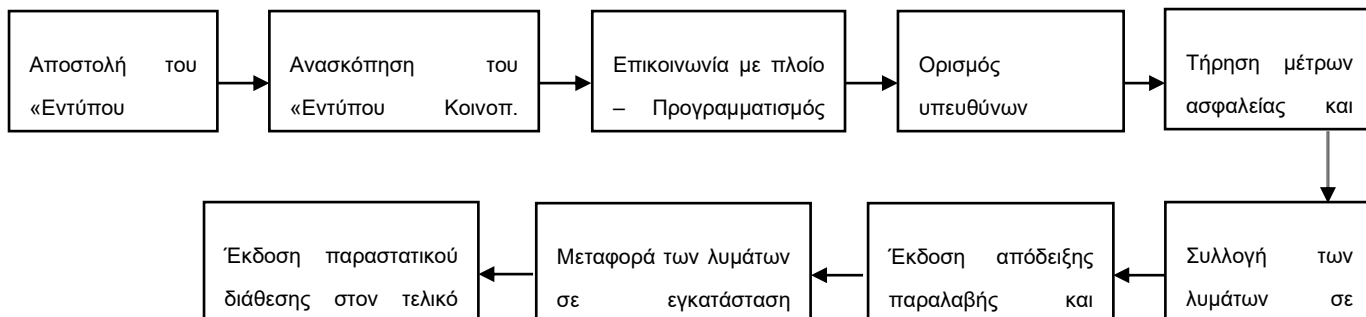 Αποστολή του
«Εντύπου
Ανασκόπηση του
«Εντύπου Κοινοπ.
Επικοινωνία με πλοίο
– Προγραμματισμός
Ορισμός
υπευθύνων
Τήρηση μέτρων
ασφαλείας και
Συλλογή των
λυμάτων σε
Έκδοση απόδειξης
παραλαβής και
Μεταφορά των λυμάτων
σε εγκατάσταση
Έκδοση παραστατικού
διάθεσης στον τελικό